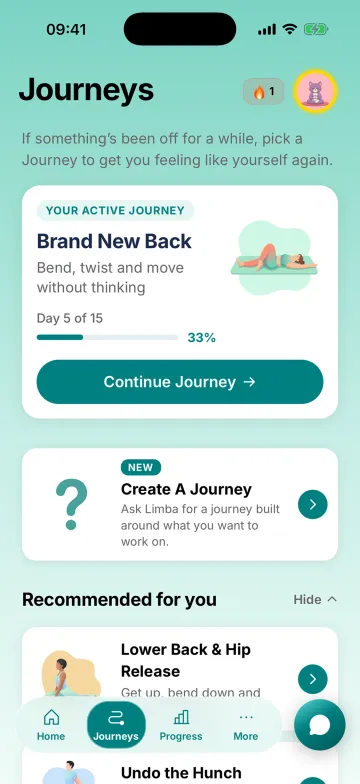 09:41
Journeys
1
If something's been off for a while, pick a
Journey to get you feeling like yourself again.
YOUR ACTIVE JOURNEY
Brand New Back
Bend, twist and move
without thinking
Day 5 of 15
33%
Continue Journey →
NEW
Create A Journey
Ask Limba for a journey built
around what you want to
work on.
?
Recommended for you
Hide
Lower Back & Hip
Release
Get up, bend down and
Home
Journeys
Progress
More
Undo the Hunch